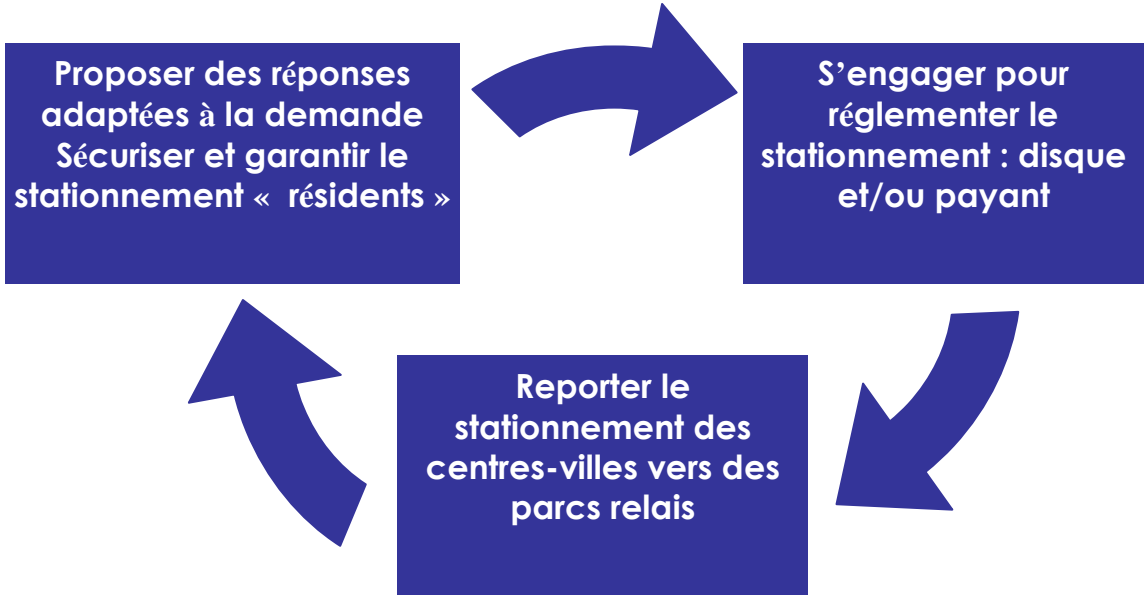 Proposer des réponses
adaptées à la demande
Sécuriser et garantir le
stationnement «  résidents »
S’engager pour
réglementer le
stationnement : disque
et/ou payant
Reporter le
stationnement des
centres-villes vers des
parcs relais